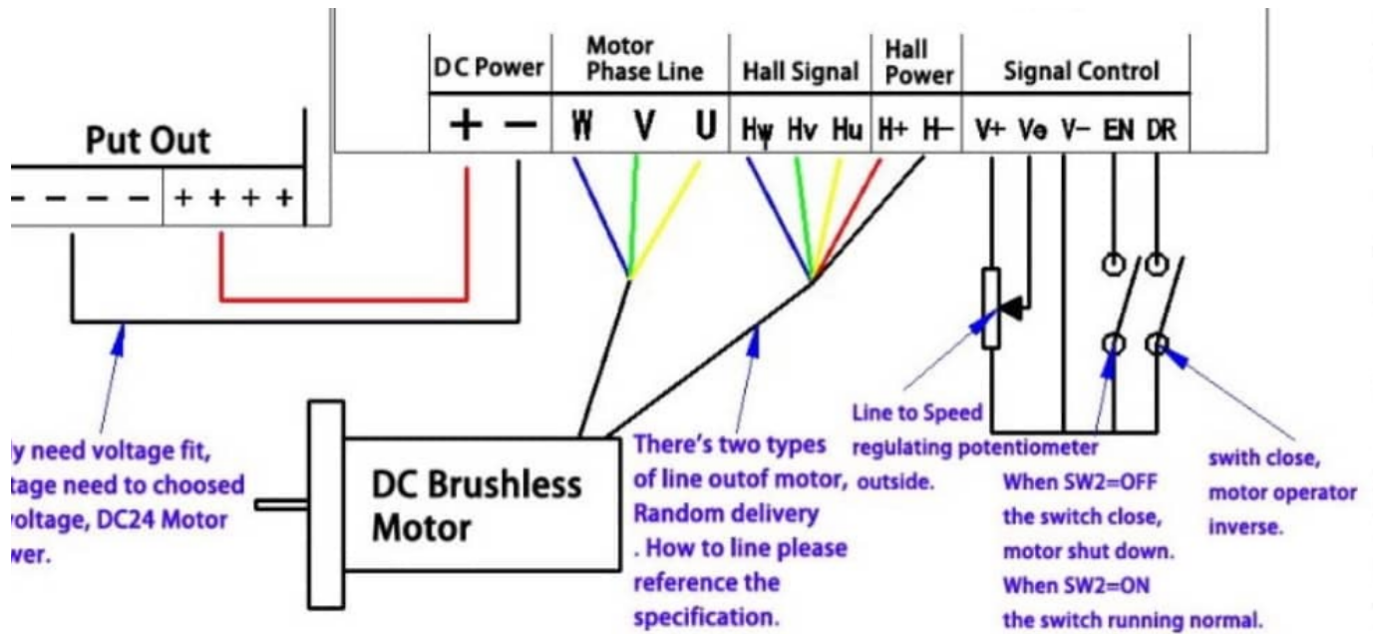 DC Power
Motor
Phase Line
Hall Signal
Hall
Power
Signal Control
+ −
W V U
Hw Hv Hu
H+ H−
V+ Ve V− EN DR
Put Out
− − − − + + + +
y need voltage fit,
tage need to choosed
voltage, DC24 Motor
wer.
DC Brushless
Motor
There's two types
of line outof motor,
Random delivery
. How to line please
reference the
specification.
Line to Speed
regulating potentiometer
outside.
When SW2=OFF
the switch close,
motor shut down.
When SW2=ON
the switch running normal.
swith close,
motor operator
inverse.